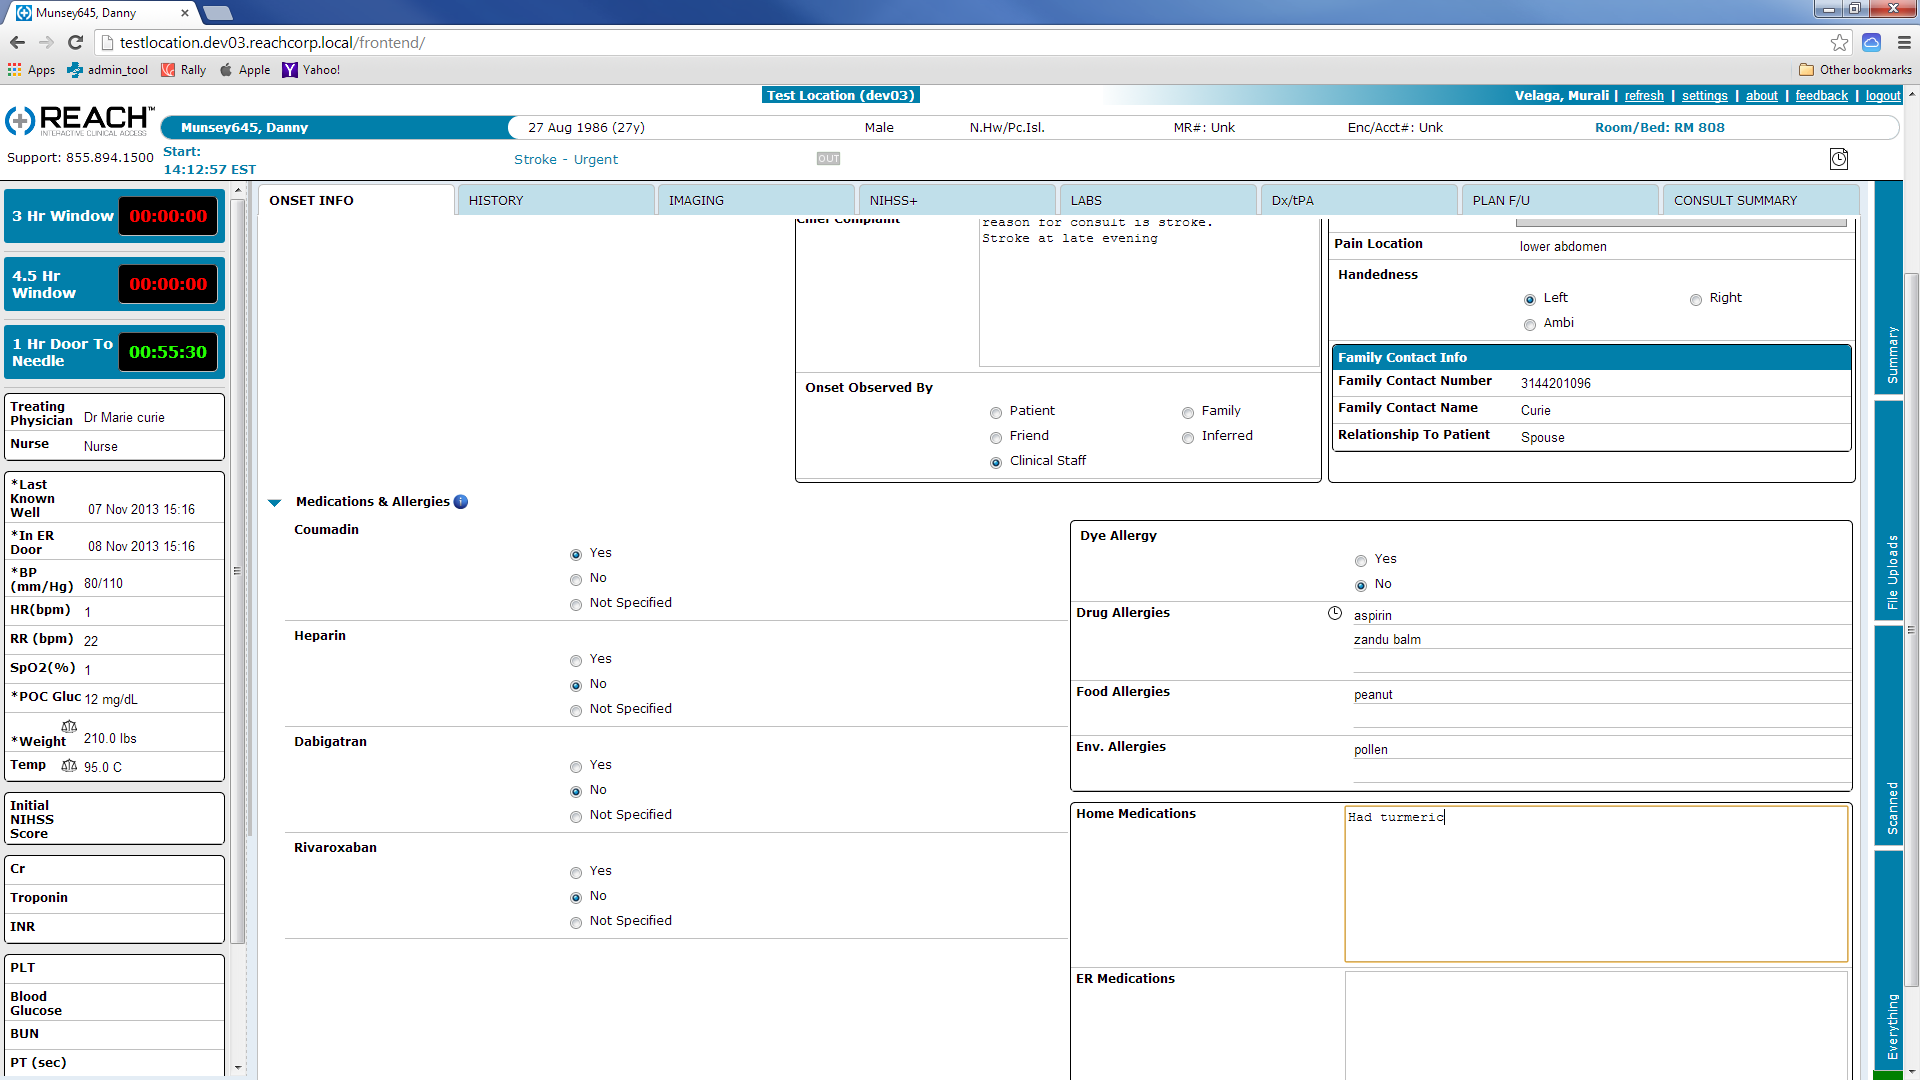 Munsey645, Danny
testlocation.dev03.reachcorp.local/frontend/
Apps admin_tool Rally Apple Yahoo! Other bookmarks
Test Location (dev03)
Velaga, Murali | refresh | settings | about | feedback | logout
REACH™
INTERACTIVE CLINICAL ACCESS
Munsey645, Danny 27 Aug 1986 (27y) Male N.Hw/Pc.Isl. MR#: Unk Enc/Acct#: Unk Room/Bed: RM 808
Support: 855.894.1500
Start:
14:12:57 EST
Stroke - Urgent
OUT
ONSET INFO HISTORY IMAGING NIHSS+ LABS Dx/tPA PLAN F/U CONSULT SUMMARY
3 Hr Window 00:00:00
4.5 Hr
Window
00:00:00
1 Hr Door To
Needle
00:55:30
Treating
Physician Dr Marie curie
Nurse Nurse
*Last
Known
Well 07 Nov 2013 15:16
*In ER
Door 08 Nov 2013 15:16
*BP
(mm/Hg) 80/110
HR(bpm) 1
RR (bpm) 22
SpO2(%) 1
*POC Gluc 12 mg/dL
*Weight 210.0 lbs
Temp 95.0 C
Initial
NIHSS
Score
Cr
Troponin
INR
PLT
Blood
Glucose
BUN
PT (sec)
Chief Complaint
reason for consult is stroke.
Stroke at late evening
Onset Observed By
Patient Family
Friend Inferred
Clinical Staff
Pain Location lower abdomen
Handedness
Left Right
Ambi
Family Contact Info
Family Contact Number 3144201096
Family Contact Name Curie
Relationship To Patient Spouse
Medications & Allergies
Coumadin
Yes
No
Not Specified
Heparin
Yes
No
Not Specified
Dabigatran
Yes
No
Not Specified
Rivaroxaban
Yes
No
Not Specified
Dye Allergy
Yes
No
Drug Allergies aspirin
zandu balm
Food Allergies peanut
Env. Allergies pollen
Home Medications Had turmeric
ER Medications
Summary
File Uploads
Scanned
Everything